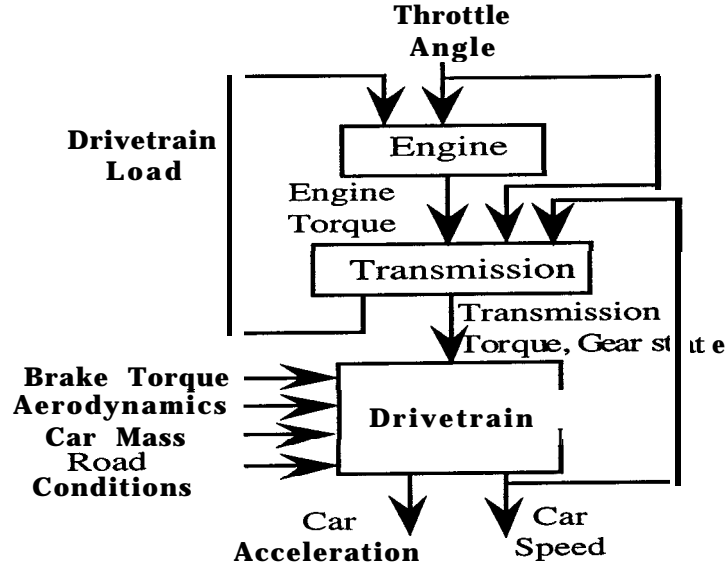 Throttle
Angle
Drivetrain
Load
Engine
Engine
Torque
Transmission
Transmission
Torque, Gear state
Brake Torque
Aerodynamics
Car Mass
Road
Conditions
Drivetrain
Car
Acceleration
Car
Speed